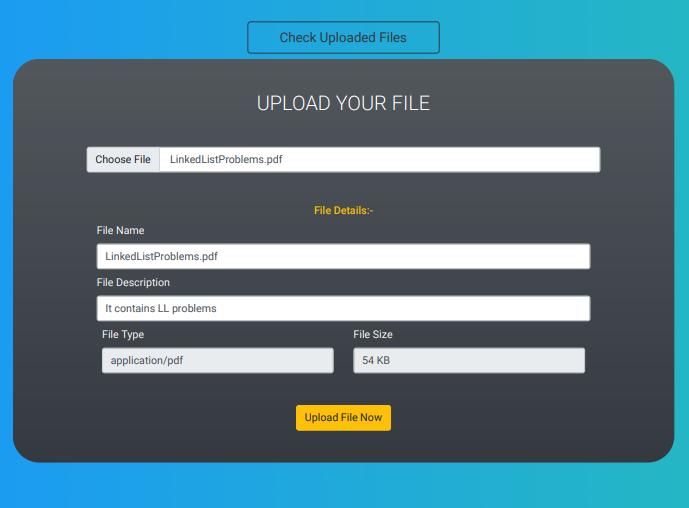 Check Uploaded Files
UPLOAD YOUR FILE
Choose File LinkedListProblems.pdf
File Details:-
File Name
LinkedListProblems.pdf
File Description
It contains LL problems
File Type File Size
application/pdf 54 KB
Upload File Now